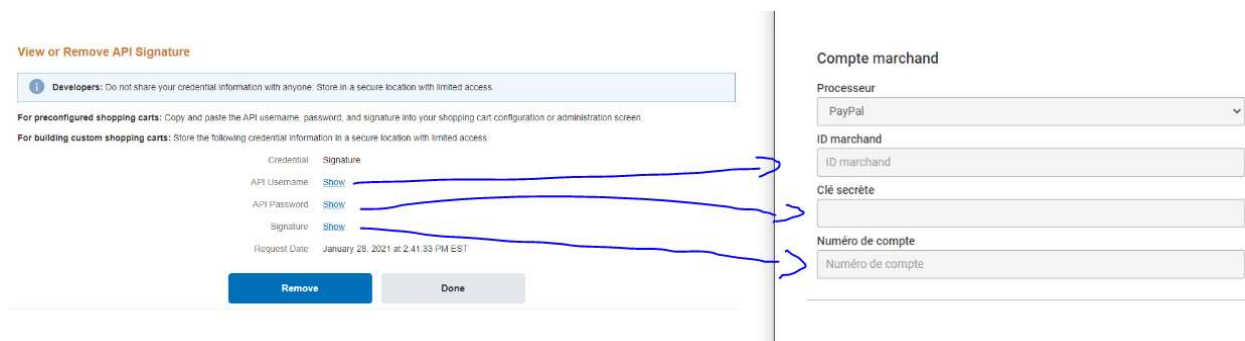 View or Remove API Signature
Developers: Do not share your credential information with anyone. Store in a secure location with limited access.
For preconfigured shopping carts: Copy and paste the API username, password, and signature into your shopping cart configuration or administration screen.
For building custom shopping carts: Store the following credential information in a secure location with limited access.
Credential Signature
API Username Show
API Password Show
Signature Show
Request Date January 28, 2021 at 2:41:33 PM EST
Remove Done
Compte marchand
Processeur
PayPal
ID marchand
ID marchand
Clé secrète
Numéro de compte
Numéro de compte